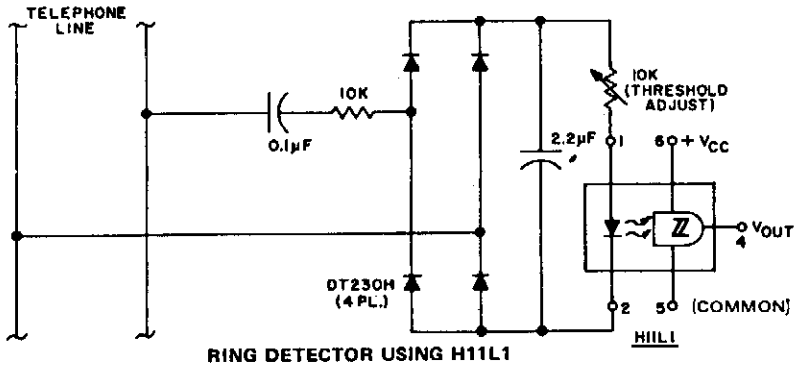 TELEPHONE
LINE
10K
0.1µF
10K
(THRESHOLD
ADJUST)
2.2µF
1
6
+ VCC
4
VOUT
DT230H
(4 PL.)
2
5
(COMMON)
H11L1
RING DETECTOR USING H11L1